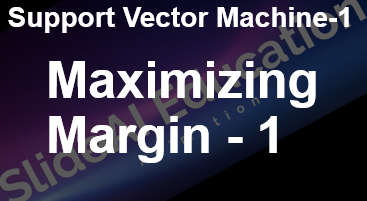 Support Vector Machine-1
Maximizing
Margin - 1
SlideAI Education